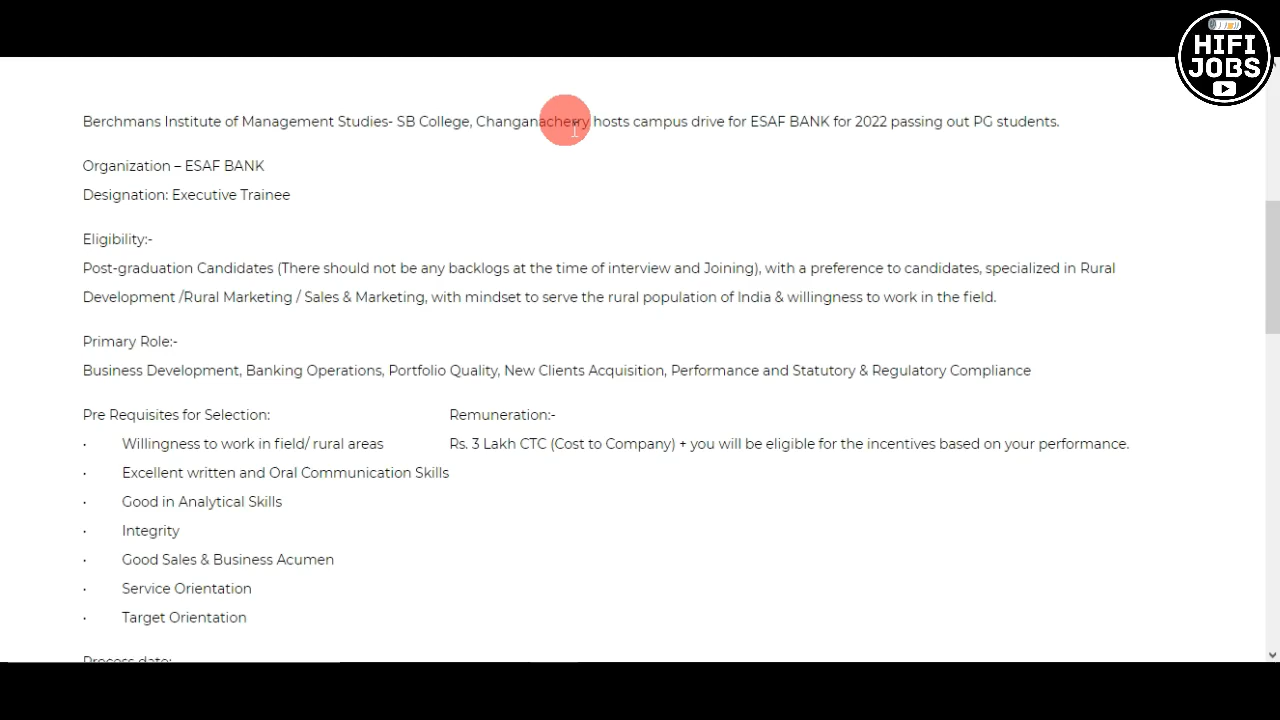 HIFI
JOBS
Berchmans Institute of Management Studies- SB College, Changanacherry hosts campus drive for ESAF BANK for 2022 passing out PG students.
Organization – ESAF BANK
Designation: Executive Trainee
Eligibility:-
Post-graduation Candidates (There should not be any backlogs at the time of interview and Joining), with a preference to candidates, specialized in Rural
Development /Rural Marketing / Sales & Marketing, with mindset to serve the rural population of India & willingness to work in the field.
Primary Role:-
Business Development, Banking Operations, Portfolio Quality, New Clients Acquisition, Performance and Statutory & Regulatory Compliance
Pre Requisites for Selection: Remuneration:-
· Willingness to work in field/ rural areas Rs. 3 Lakh CTC (Cost to Company) + you will be eligible for the incentives based on your performance.
· Excellent written and Oral Communication Skills
· Good in Analytical Skills
· Integrity
· Good Sales & Business Acumen
· Service Orientation
· Target Orientation
Process date: